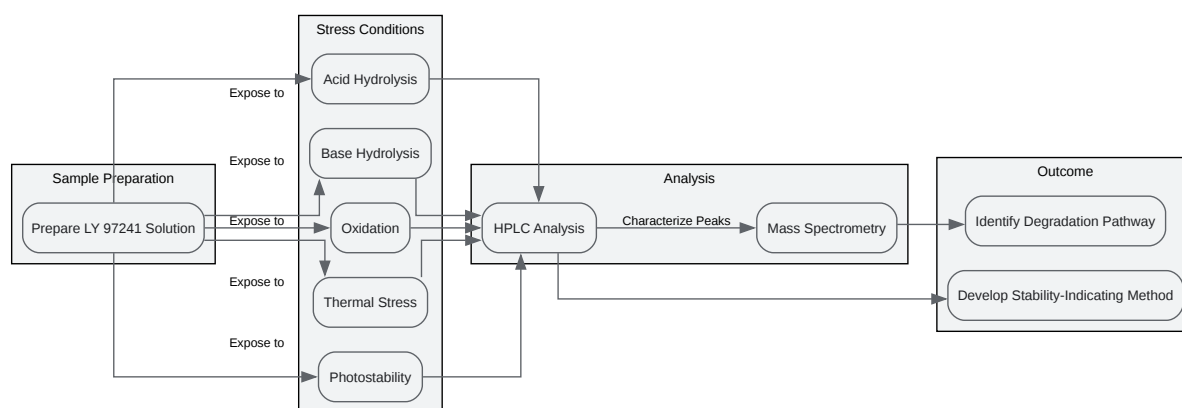 Stress Conditions
Acid Hydrolysis
Expose to
Base Hydrolysis
Expose to
Sample Preparation
Prepare LY 97241 Solution
Expose to
Oxidation
Expose to
Thermal Stress
Expose to
Photostability
Analysis
HPLC Analysis
Characterize Peaks
Mass Spectrometry
Outcome
Identify Degradation Pathway
Develop Stability-Indicating Method